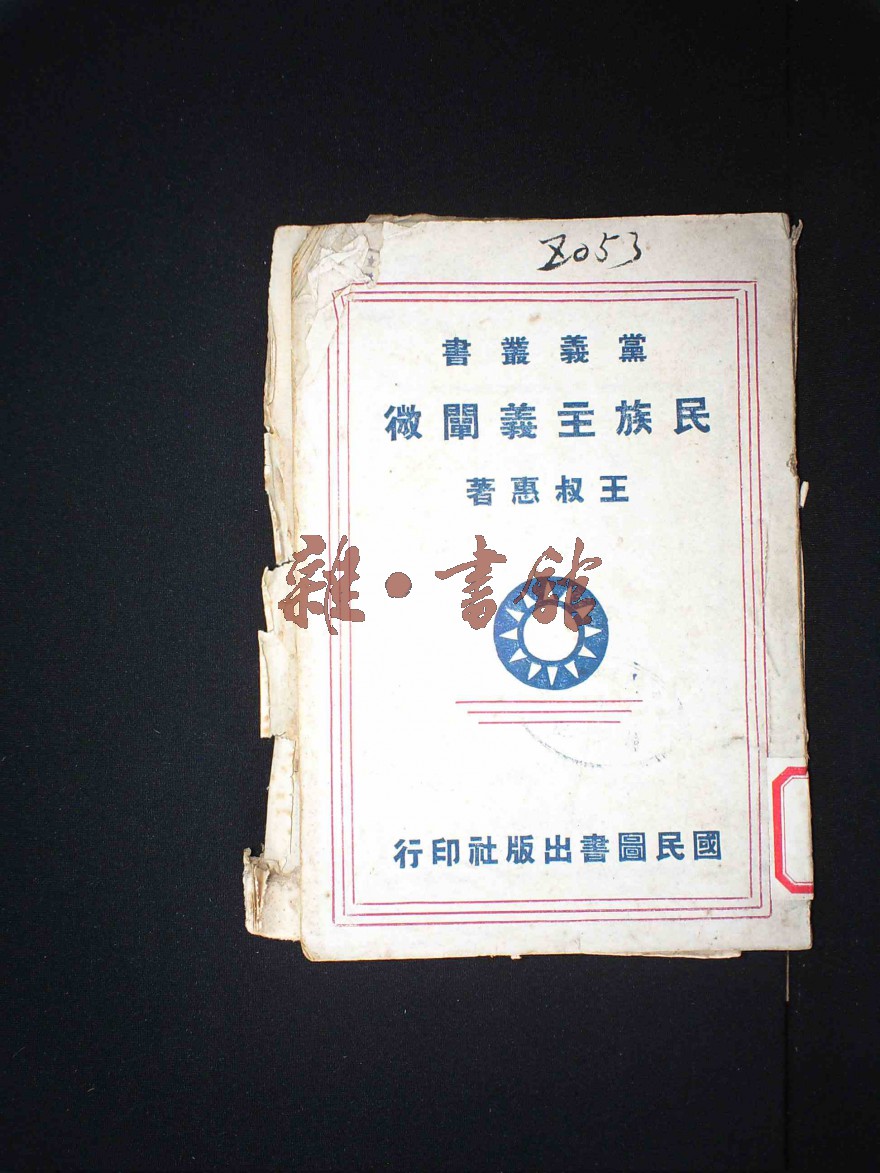 Z053
黨義叢書
民族主義闡微
王叔惠著
雜·書館
國民圖書出版社印行